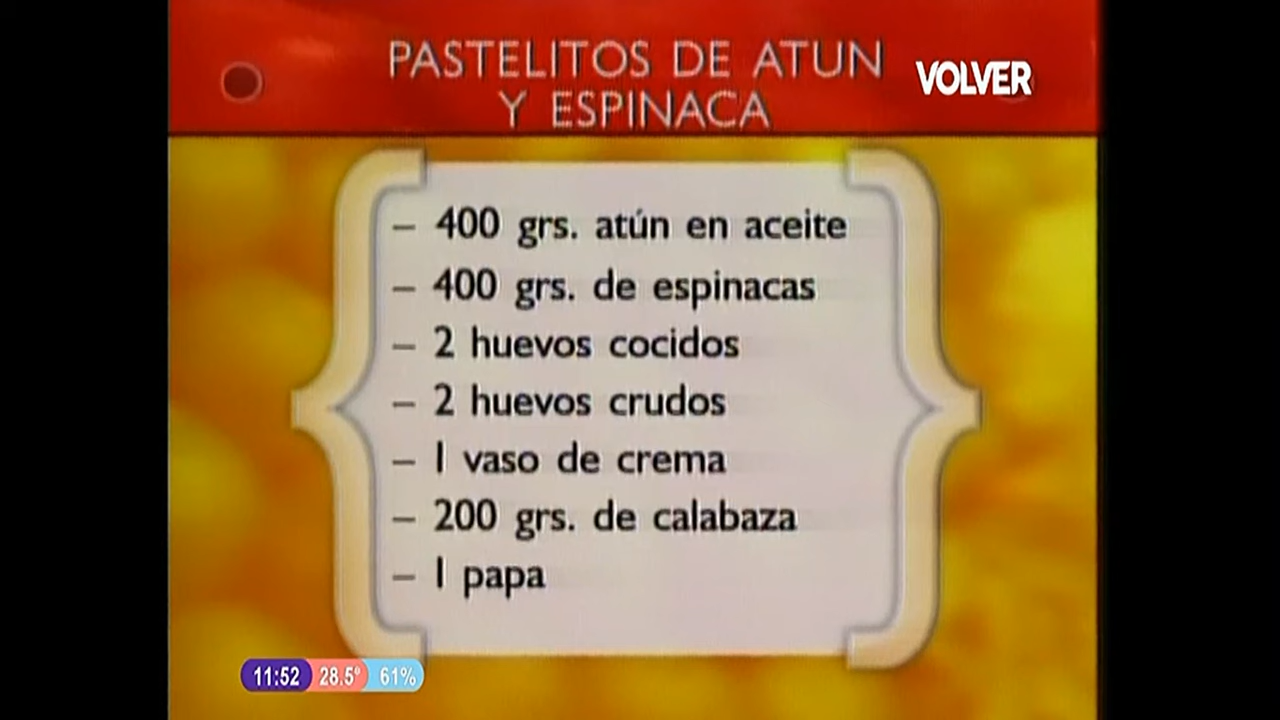 PASTELITOS DE ATUN
Y ESPINACA
VOLVER
– 400 grs. atún en aceite
– 400 grs. de espinacas
– 2 huevos cocidos
– 2 huevos crudos
– 1 vaso de crema
– 200 grs. de calabaza
– 1 papa
11:52 28.5° 61%